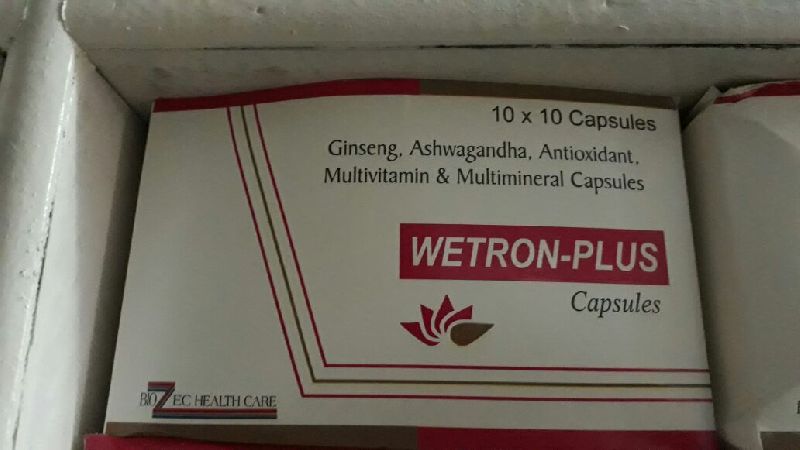 10 x 10 Capsules
Ginseng, Ashwagandha, Antioxidant,
Multivitamin & Multimineral Capsules
WETRON-PLUS
Capsules
BIOZEC HEALTH CARE